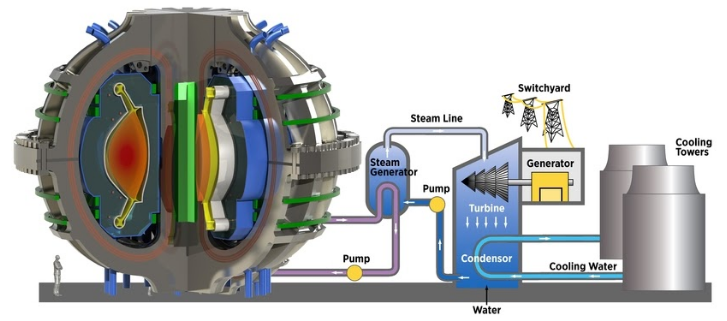 Switchyard
Steam Line
Cooling
Towers
Steam
Generator
Generator
Pump
Turbine
Condensor
Pump
Cooling Water
Water